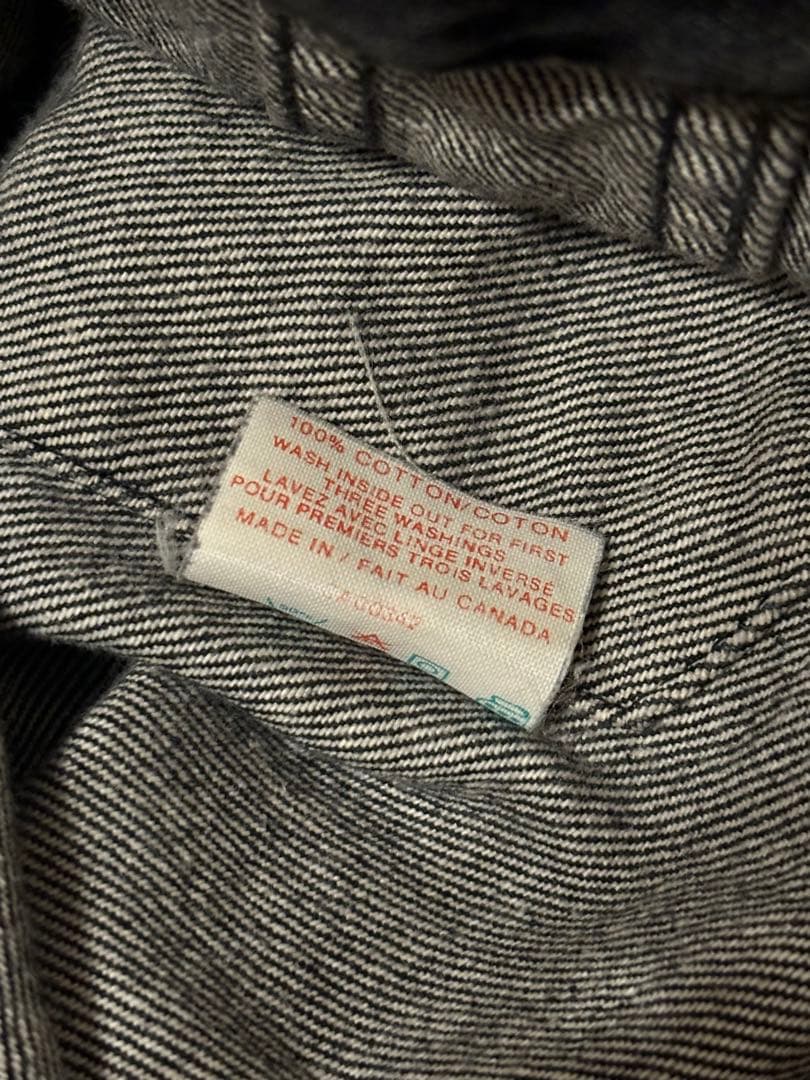 100% COTTON/COTON
WASH INSIDE OUT FOR FIRST
THREE WASHINGS
LAVEZ AVEC LINGE INVERSÉ
POUR PREMIERS TROIS LAVAGES
MADE IN / FAIT AU CANADA